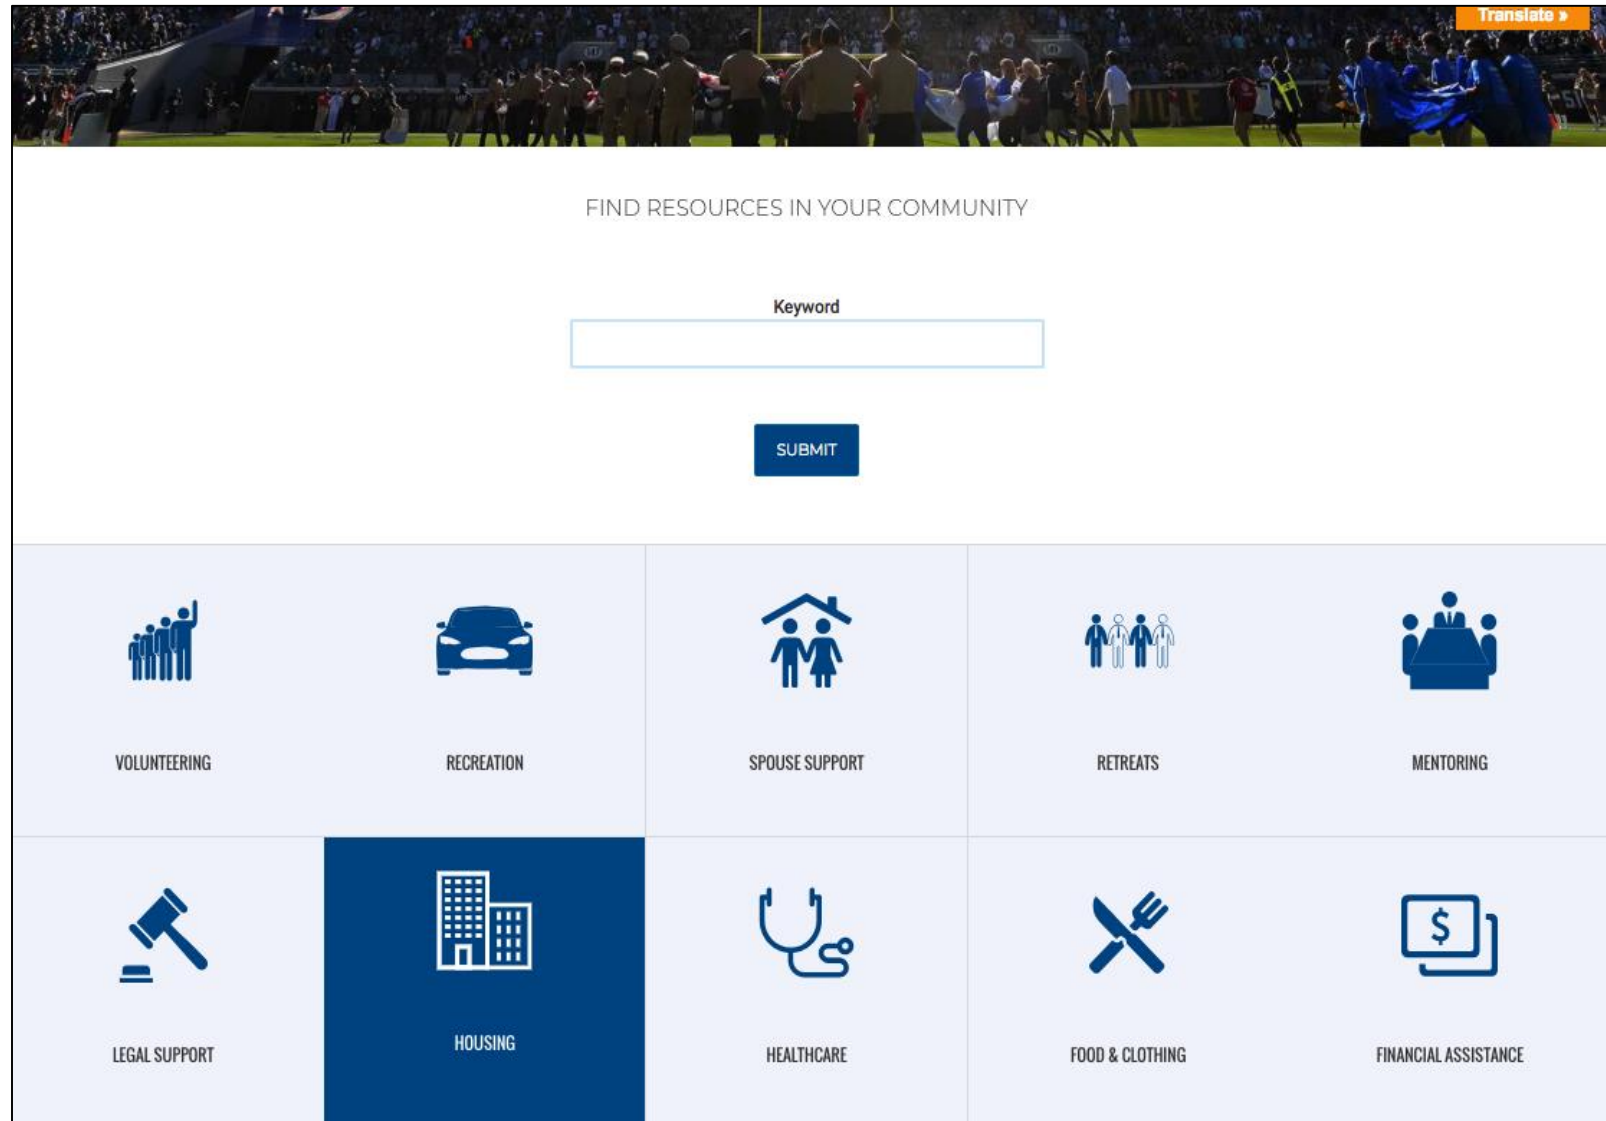 Translate »
FIND RESOURCES IN YOUR COMMUNITY
Keyword
SUBMIT
VOLUNTEERING
RECREATION
SPOUSE SUPPORT
RETREATS
MENTORING
$
LEGAL SUPPORT
HOUSING
HEALTHCARE
FOOD & CLOTHING
FINANCIAL ASSISTANCE